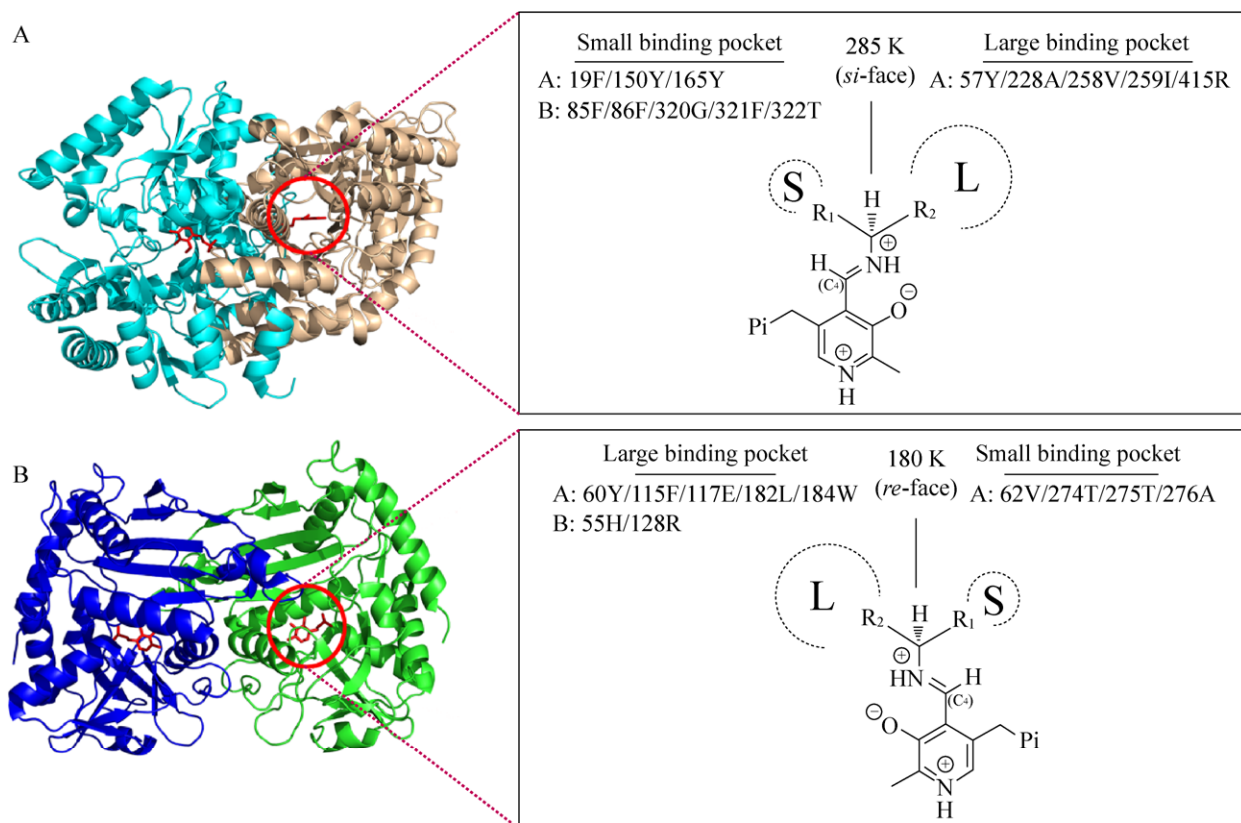 A
Small binding pocket
285 K
(si-face)
Large binding pocket
A: 19F/150Y/165Y
B: 85F/86F/320G/321F/322T
A: 57Y/228A/258V/259I/415R
S
L
H
R₁
R₂
⊕
H
NH
(C₄)
O⊖
Pi
⊕
N
H
B
Large binding pocket
180 K
(re-face)
Small binding pocket
A: 60Y/115F/117E/182L/184W
B: 55H/128R
A: 62V/274T/275T/276A
L
S
H
R₂
R₁
⊕
HN
H
(C₄)
⊖O
Pi
⊕
N
H